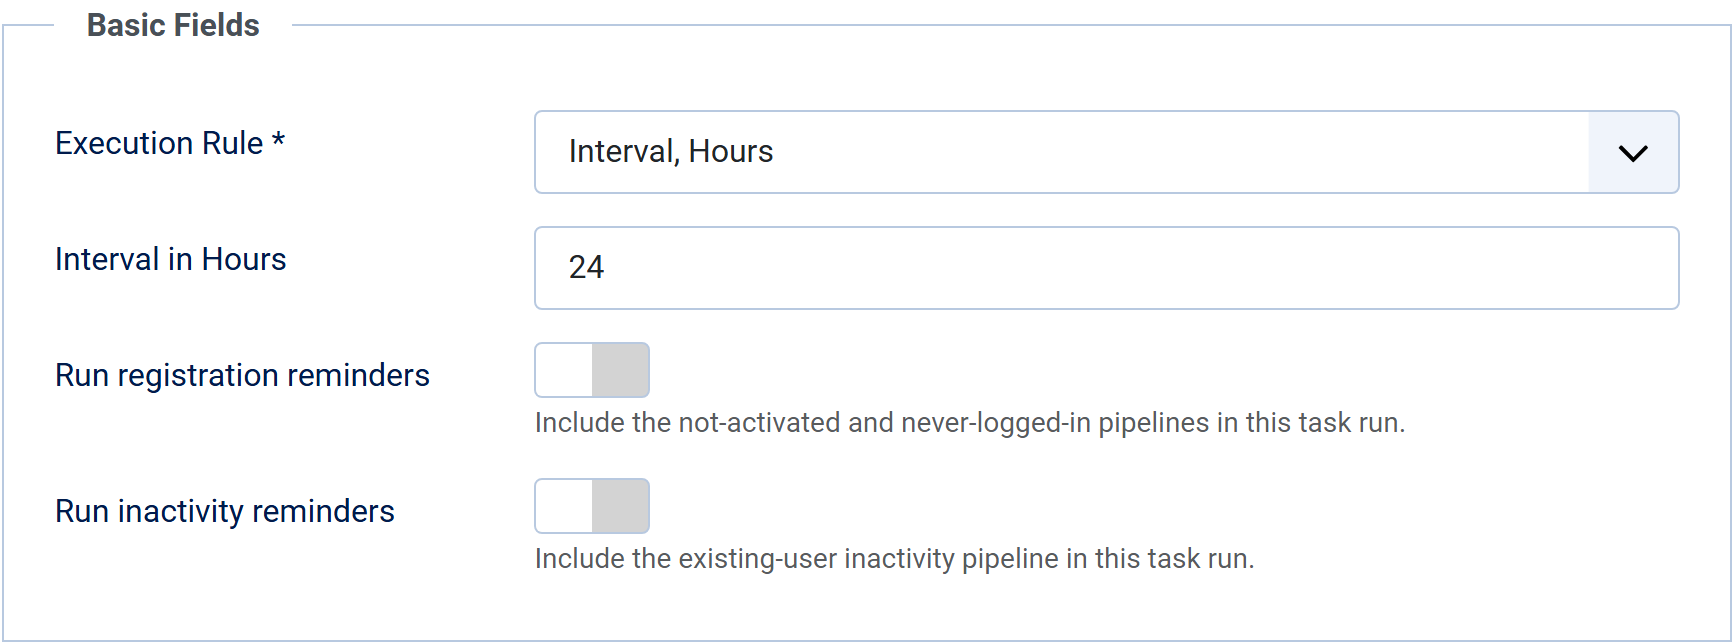 Basic Fields
Execution Rule *
Interval, Hours
Interval in Hours
24
Run registration reminders
Include the not-activated and never-logged-in pipelines in this task run.
Run inactivity reminders
Include the existing-user inactivity pipeline in this task run.